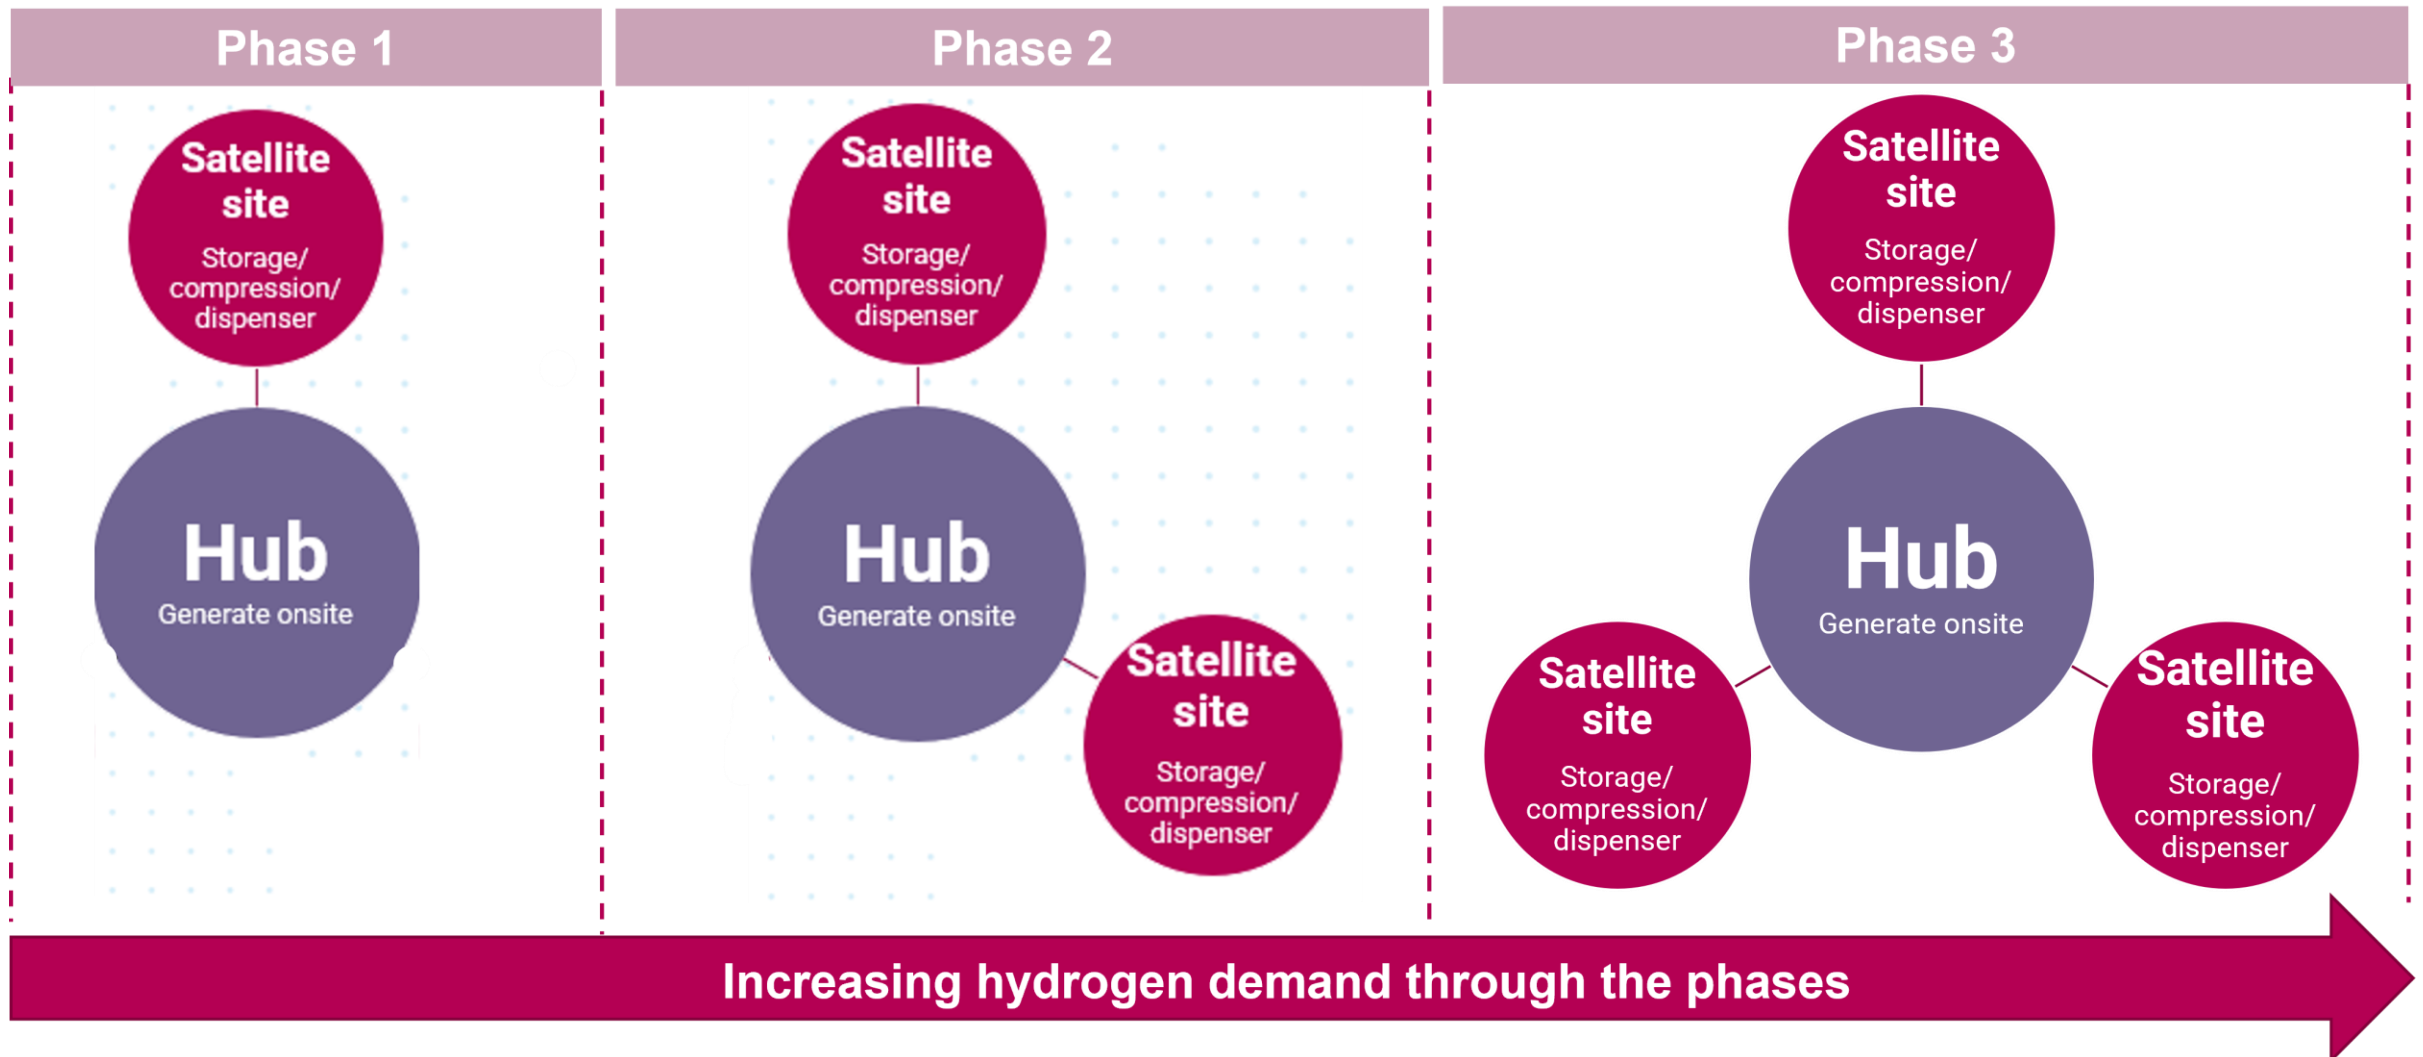 Phase 1
Satellite
site
Storage/
compression/
dispenser
Hub
Generate onsite
Phase 2
Satellite
site
Storage/
compression/
dispenser
Hub
Generate onsite
Satellite
site
Storage/
compression/
dispenser
Phase 3
Satellite
site
Storage/
compression/
dispenser
Hub
Generate onsite
Satellite
site
Storage/
compression/
dispenser
Satellite
site
Storage/
compression/
dispenser
Increasing hydrogen demand through the phases